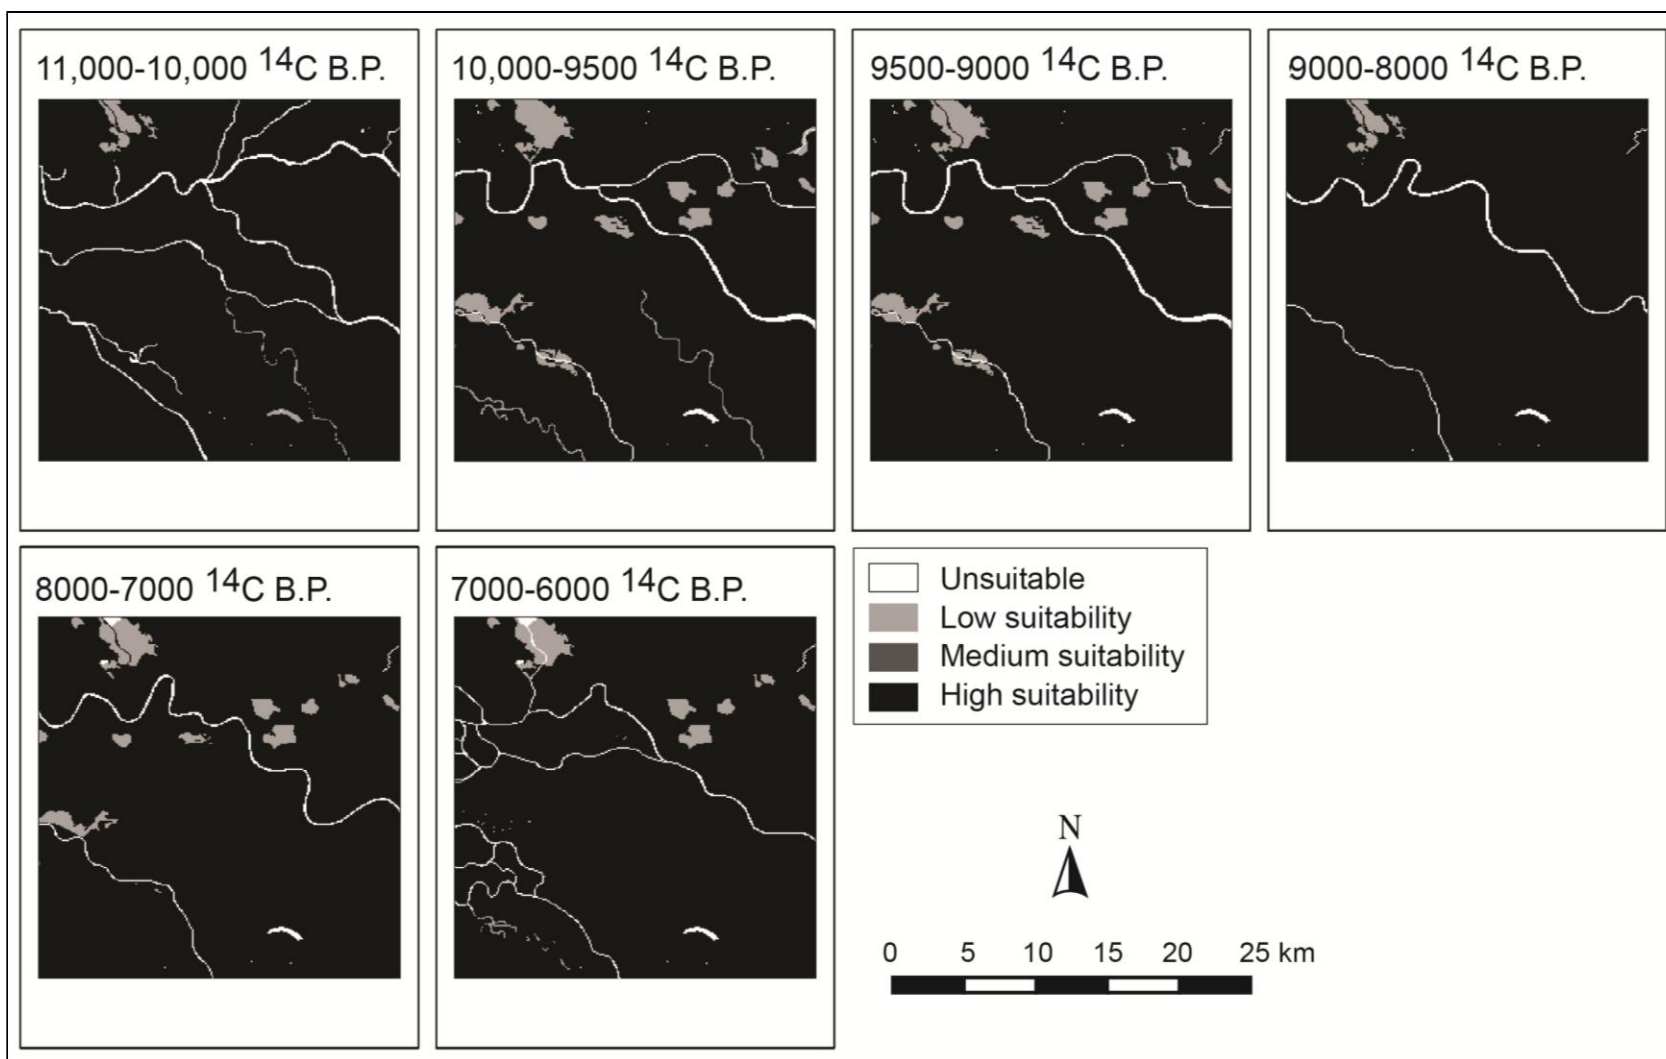 11,000-10,000 14C B.P.
10,000-9500 14C B.P.
9500-9000 14C B.P.
9000-8000 14C B.P.
8000-7000 14C B.P.
7000-6000 14C B.P.
Unsuitable
Low suitability
Medium suitability
High suitability
N
0 5 10 15 20 25 km